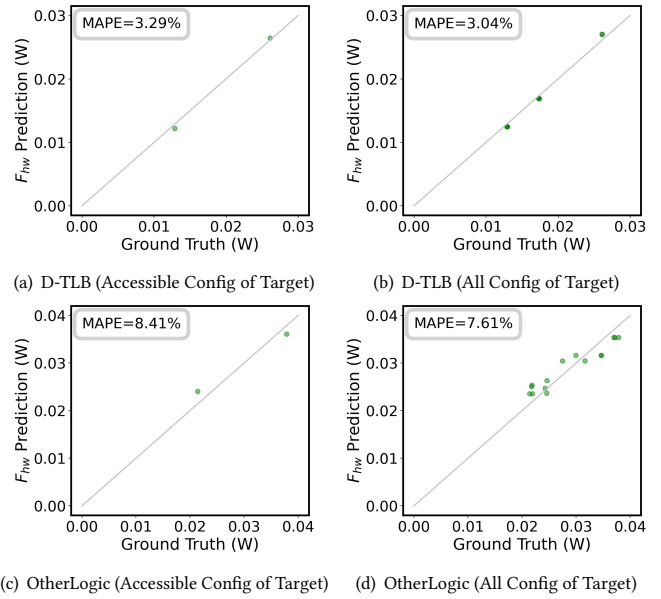 MAPE=3.29%
0.03
0.02
0.01
0.00
F_hw Prediction (W)
0.00 0.01 0.02 0.03
Ground Truth (W)
(a) D-TLB (Accessible Config of Target)
MAPE=3.04%
0.03
0.02
0.01
0.00
F_hw Prediction (W)
0.00 0.01 0.02 0.03
Ground Truth (W)
(b) D-TLB (All Config of Target)
MAPE=8.41%
0.04
0.03
0.02
0.01
0.00
F_hw Prediction (W)
0.00 0.01 0.02 0.03 0.04
Ground Truth (W)
(c) OtherLogic (Accessible Config of Target)
MAPE=7.61%
0.04
0.03
0.02
0.01
0.00
F_hw Prediction (W)
0.00 0.01 0.02 0.03 0.04
Ground Truth (W)
(d) OtherLogic (All Config of Target)